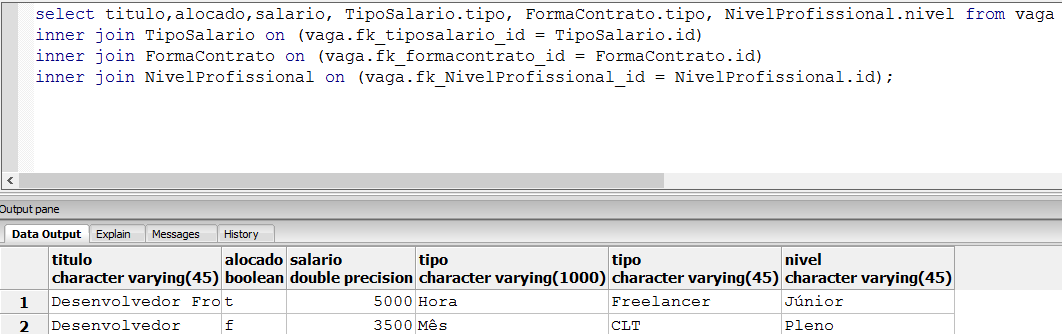 select titulo,alocado,salario, TipoSalario.tipo, FormaContrato.tipo, NivelProfissional.nivel from vaga
inner join TipoSalario on (vaga.fk_tiposalario_id = TipoSalario.id)
inner join FormaContrato on (vaga.fk_formacontrato_id = FormaContrato.id)
inner join NivelProfissional on (vaga.fk_NivelProfissional_id = NivelProfissional.id);
Output pane
Data Output Explain Messages History
titulo alocado salario tipo tipo nivel
character varying(45) boolean double precision character varying(1000) character varying(45) character varying(45)
1 Desenvolvedor Fro t 5000 Hora Freelancer Júnior
2 Desenvolvedor f 3500 Mês CLT Pleno